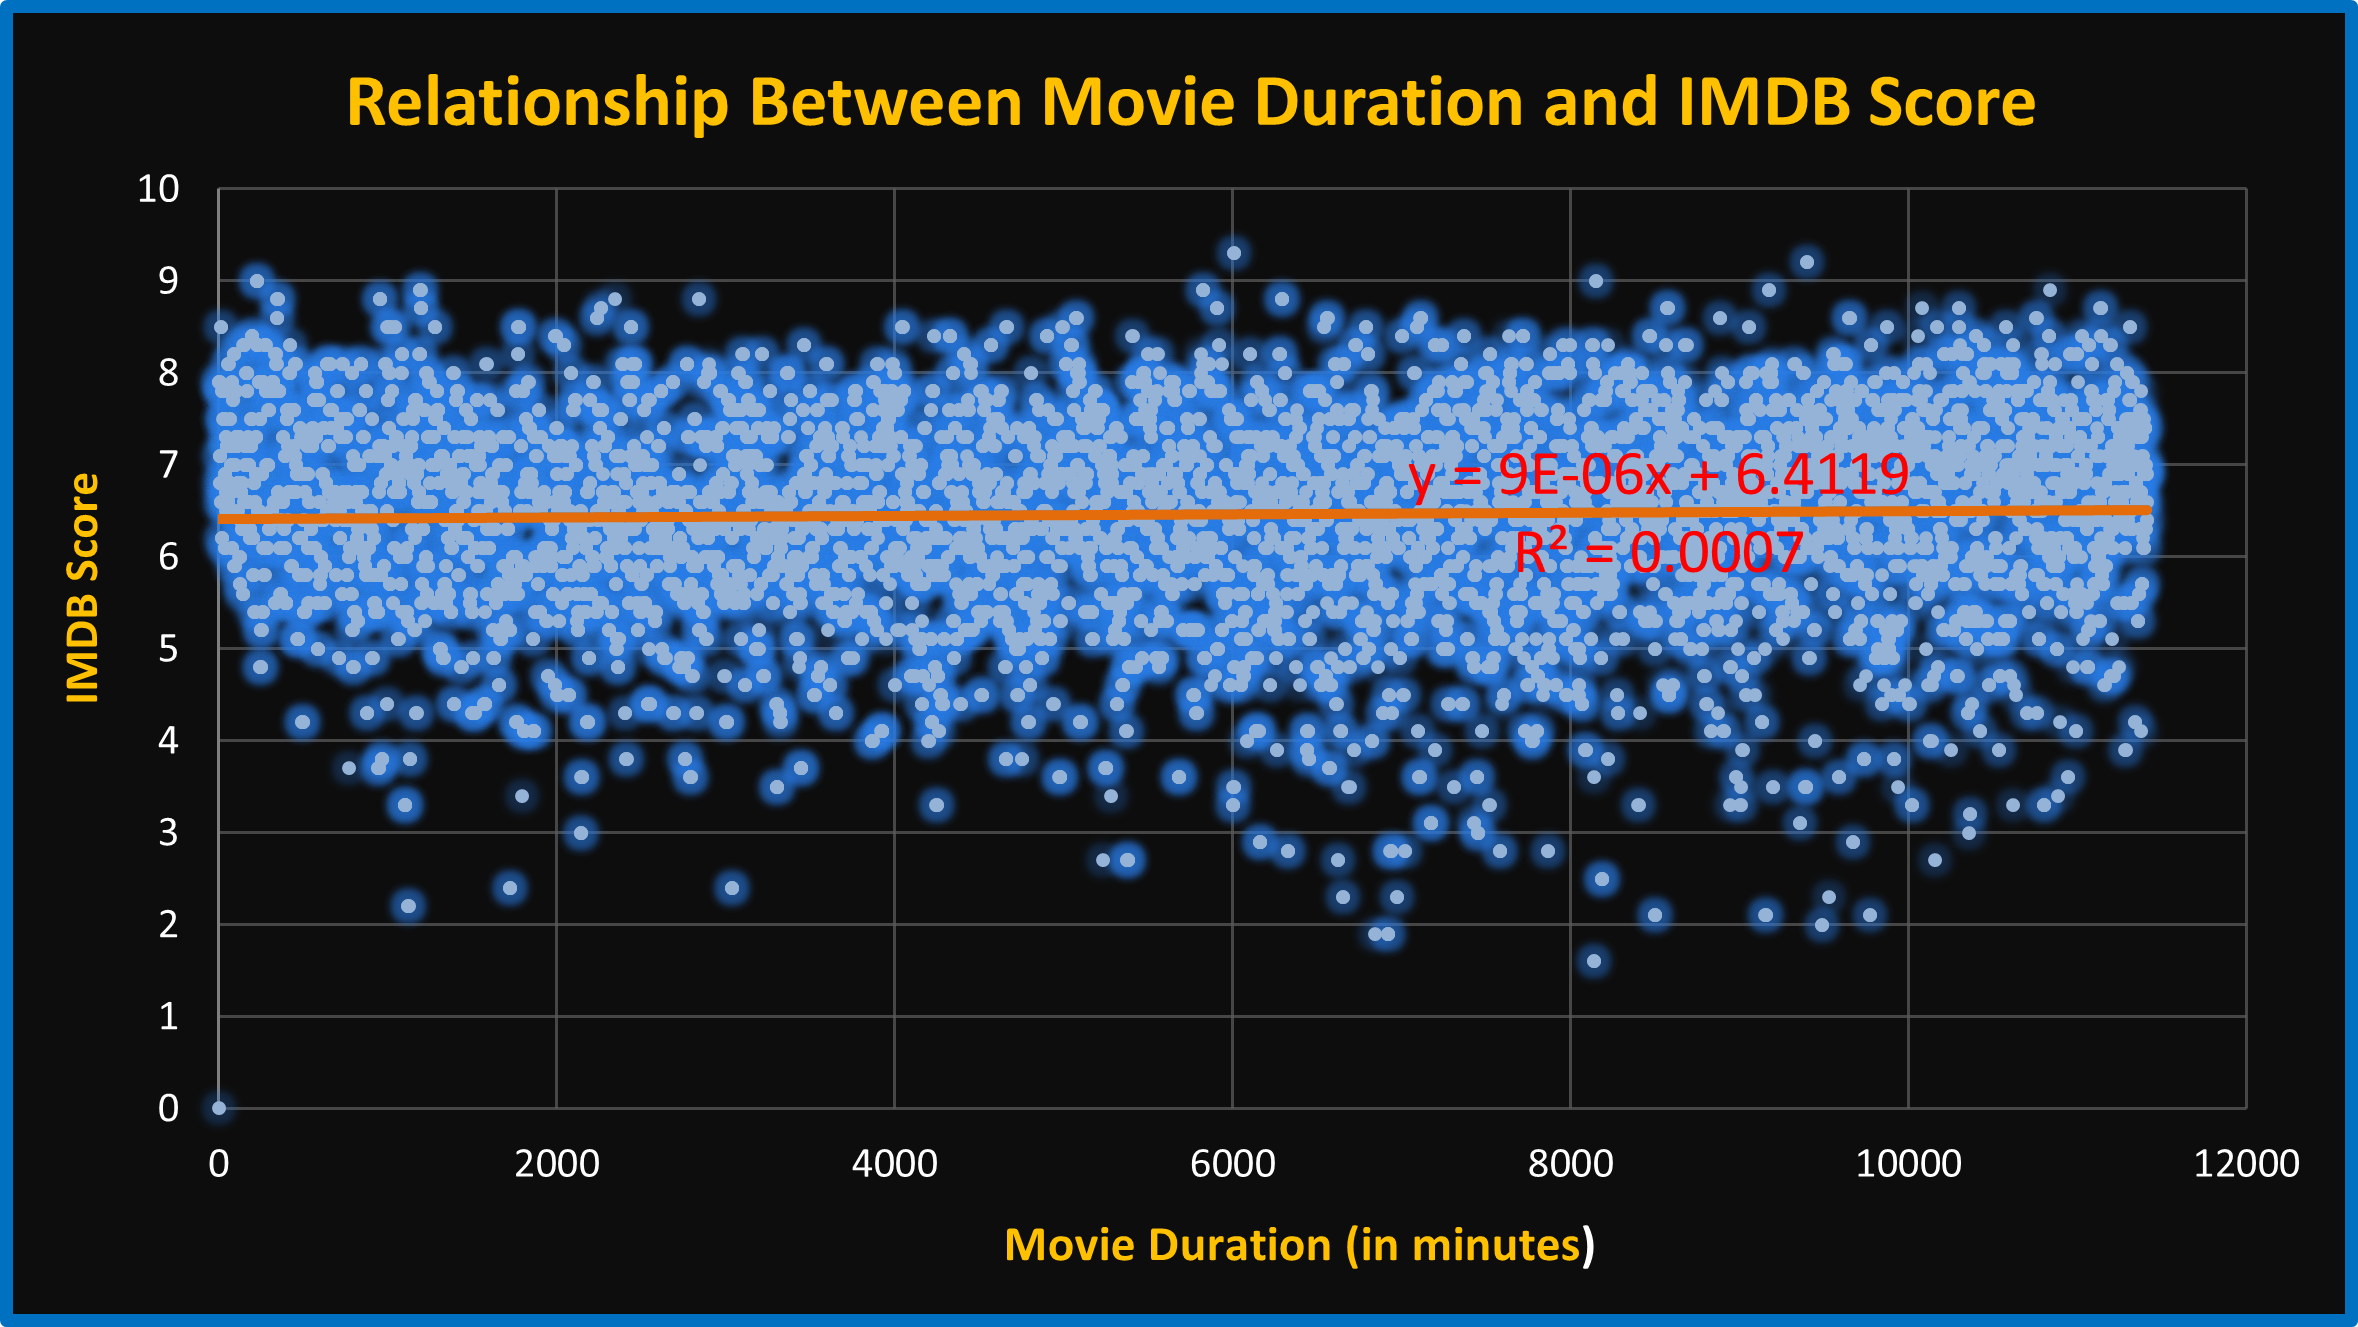 Relationship Between Movie Duration and IMDB Score
10
9
8
7
6
5
4
3
2
1
0
IMDB Score
y = 9E-06x + 6.4119
R² = 0.0007
0 2000 4000 6000 8000 10000 12000
Movie Duration (in minutes)